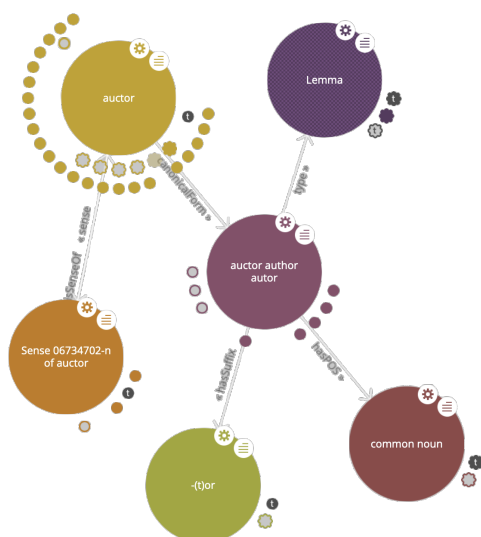 auctor
t
Lemma
t
t
canonicalForm »
type »
« sense
isSenseOf
auctor author
autor
Sense 06734702-n
of auctor
t
« hasSuffix
hasPOS »
common noun
t
-(t)or
t